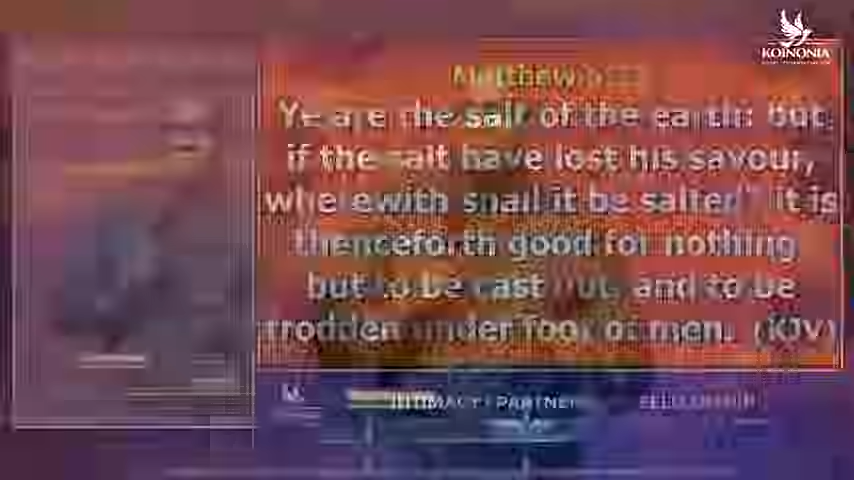 KOINONIA
Matthew
Ye are the salt of the earth: but
if the salt have lost his savour,
wherewith shall it be salted? it is
thenceforth good for nothing
but to be cast out, and to be
trodden under foot of men. (KJV)
INTIMACY PARTNER FELLOWSHIP